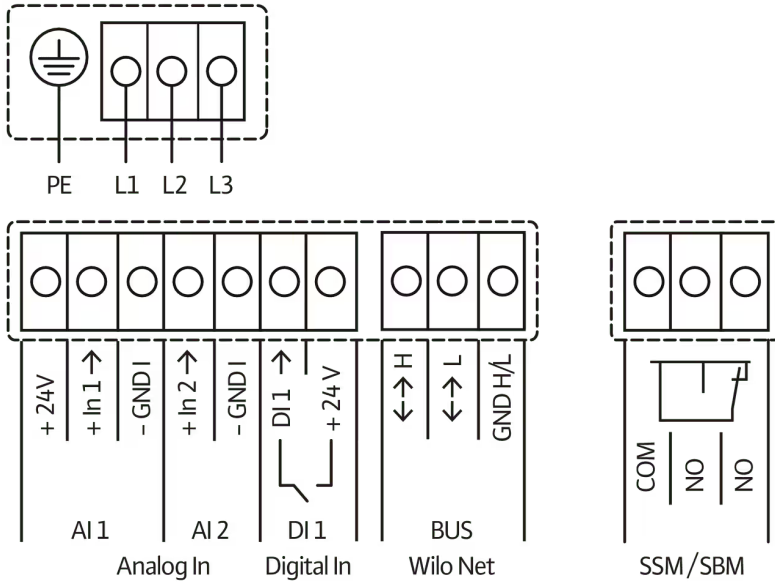 PE L1 L2 L3
+ 24V
+ In 1
- GND I
+ In 2
- GND I
DI 1
+ 24 V
H
L
GND H/L
COM
NO
NO
AI 1 AI 2 DI 1 BUS
Analog In Digital In Wilo Net SSM/SBM